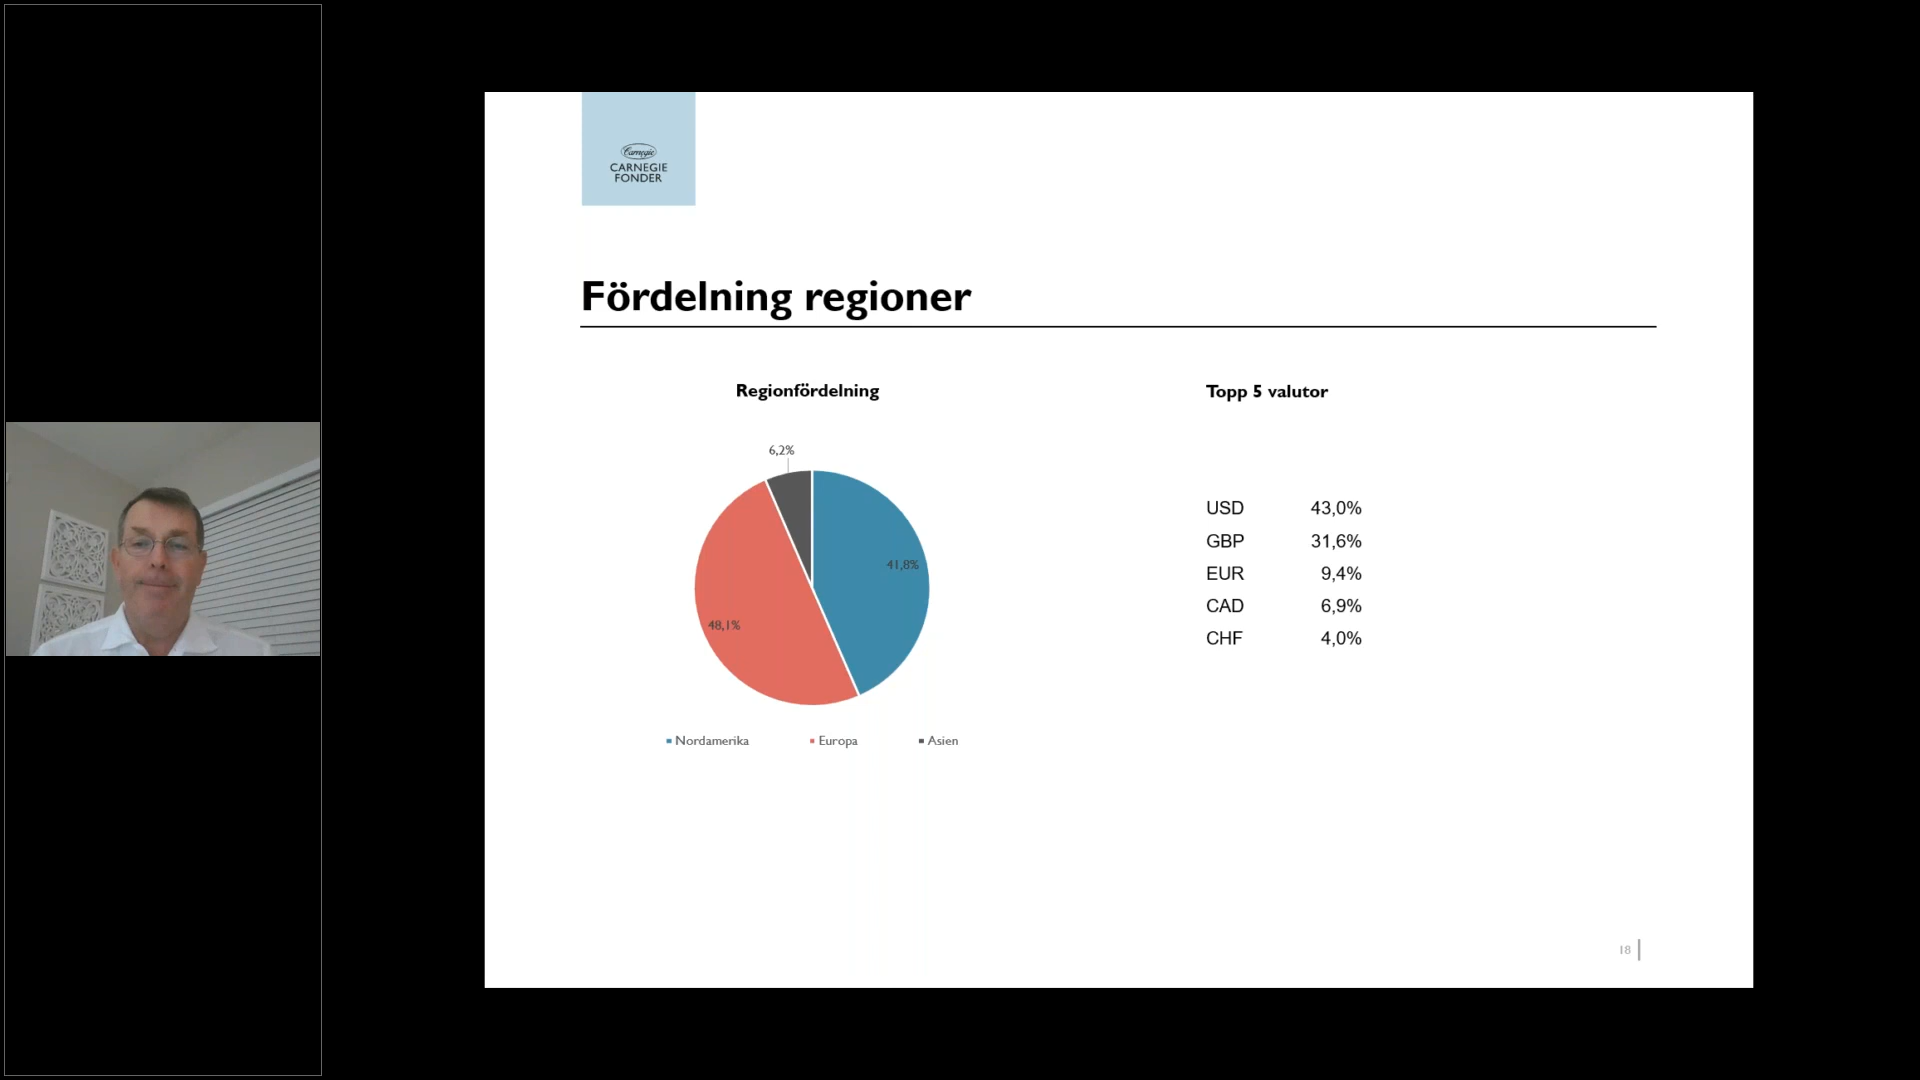 Carnegie
CARNEGIE
FONDER
Fördelning regioner
Regionfördelning
6,2%
41,8%
48,1%
Nordamerika
Europa
Asien
Topp 5 valutor
USD 43,0%
GBP 31,6%
EUR 9,4%
CAD 6,9%
CHF 4,0%
18